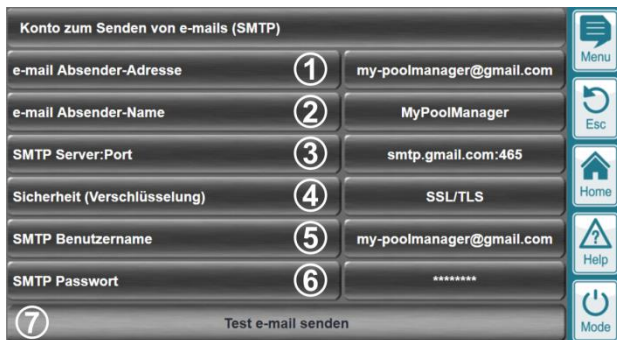 Konto zum Senden von e-mails (SMTP)
e-mail Absender-Adresse 1 my-poolmanager@gmail.com
e-mail Absender-Name 2 MyPoolManager
SMTP Server:Port 3 smtp.gmail.com:465
Sicherheit (Verschlüsselung) 4 SSL/TLS
SMTP Benutzername 5 my-poolmanager@gmail.com
SMTP Passwort 6 ********
7 Test e-mail senden
Menu
Esc
Home
? Help
Mode